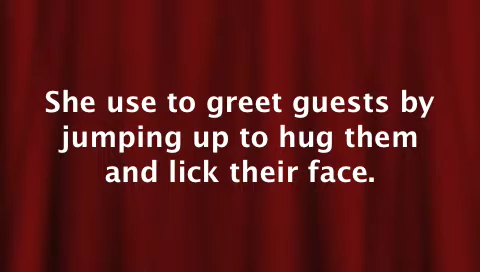 She use to greet guests by
jumping up to hug them
and lick their face.